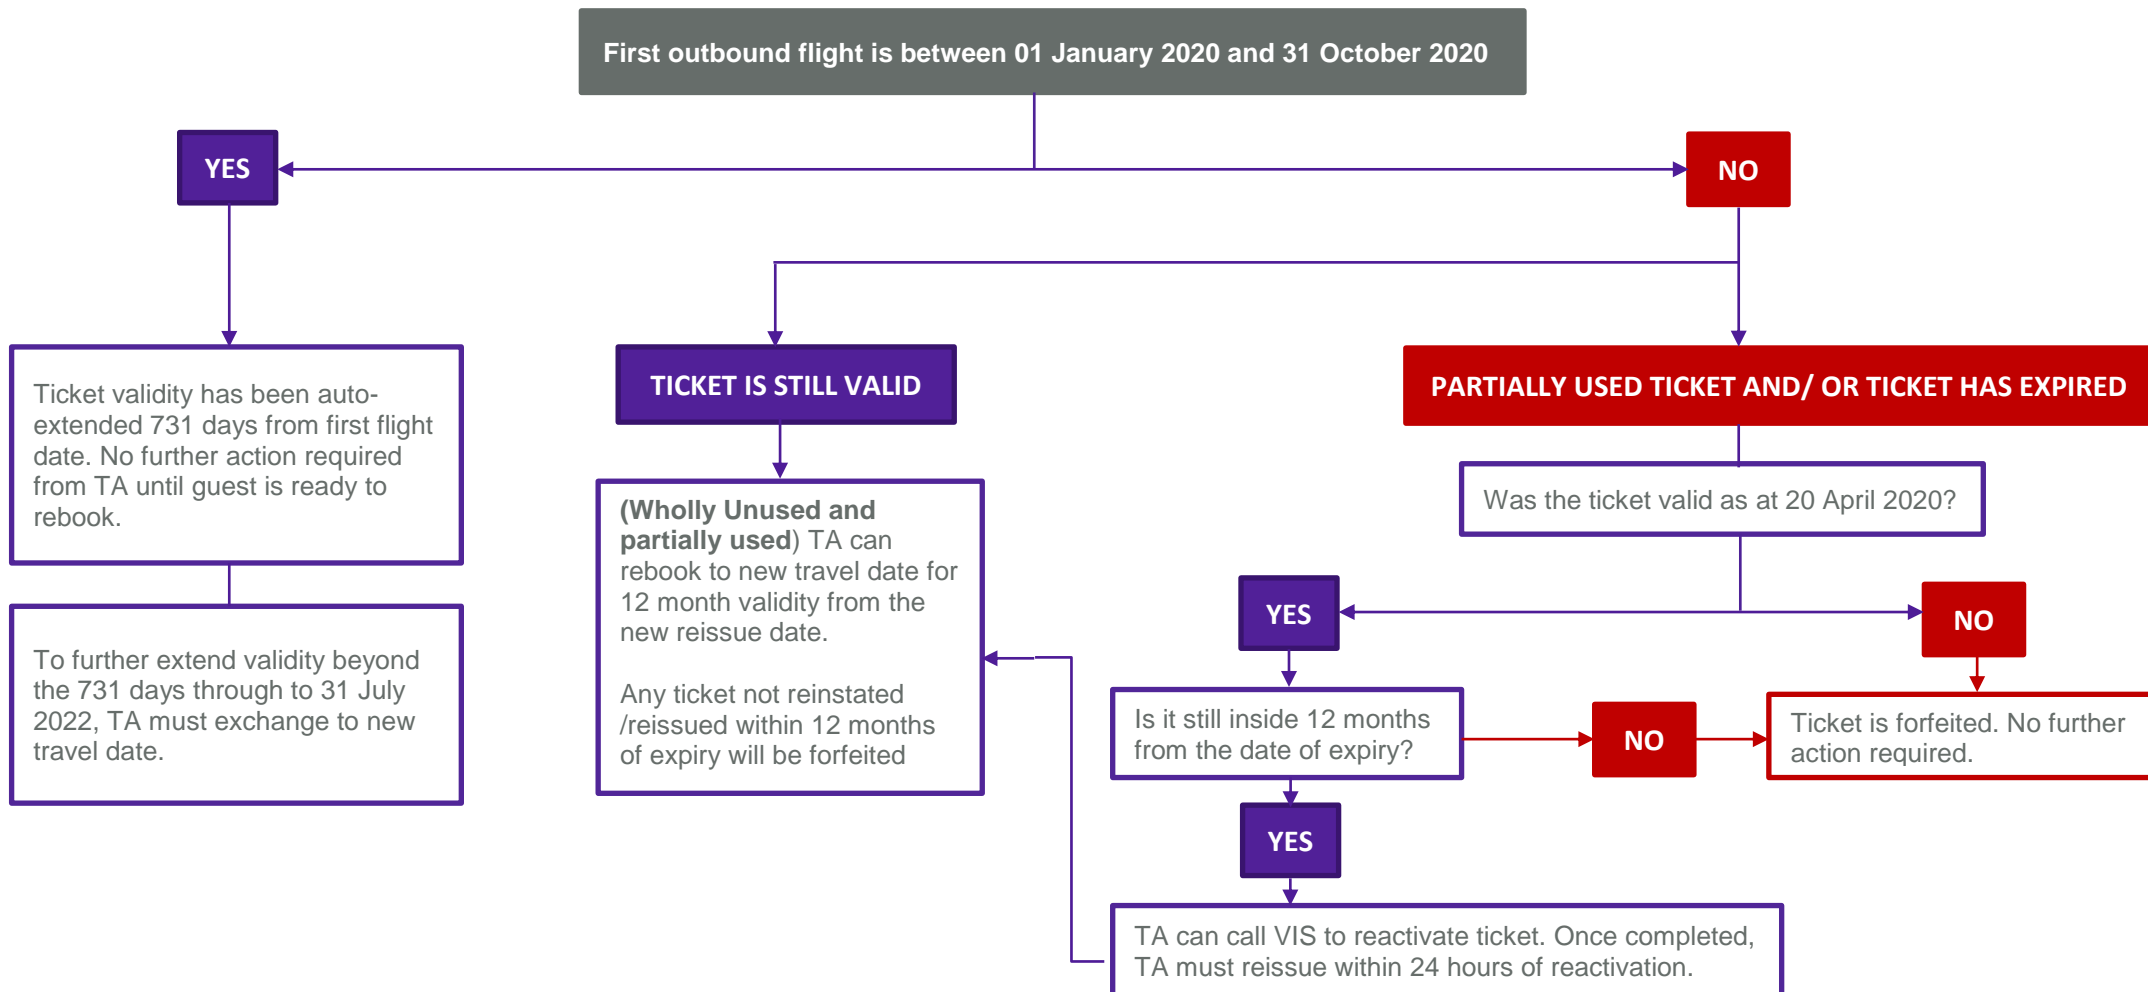 First outbound flight is between 01 January 2020 and 31 October 2020
YES
NO
Ticket validity has been auto-
extended 731 days from first flight
date. No further action required
from TA until guest is ready to
rebook.
To further extend validity beyond
the 731 days through to 31 July
2022, TA must exchange to new
travel date.
TICKET IS STILL VALID
(Wholly Unused and
partially used) TA can
rebook to new travel date for
12 month validity from the
new reissue date.
Any ticket not reinstated
/reissued within 12 months
of expiry will be forfeited
PARTIALLY USED TICKET AND/ OR TICKET HAS EXPIRED
Was the ticket valid as at 20 April 2020?
YES
NO
Is it still inside 12 months
from the date of expiry?
NO
Ticket is forfeited. No further
action required.
YES
TA can call VIS to reactivate ticket. Once completed,
TA must reissue within 24 hours of reactivation.